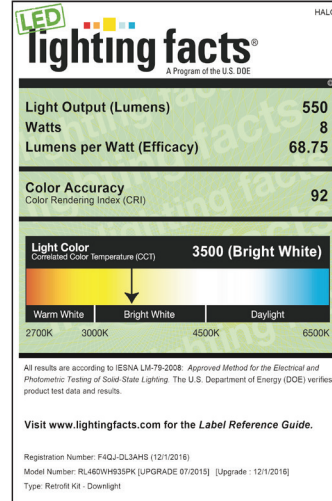 HALO
LED
lighting facts®
A Program of the U.S. DOE
Light Output (Lumens) 550
Watts 8
Lumens per Watt (Efficacy) 68.75
Color Accuracy 92
Color Rendering Index (CRI)
Light Color 3500 (Bright White)
Correlated Color Temperature (CCT)
Warm White Bright White Daylight
2700K 3000K 4500K 6500K
All results are according to IESNA LM-79-2008: Approved Method for the Electrical and
Photometric Testing of Solid-State Lighting. The U.S. Department of Energy (DOE) verifies
product test data and results.
Visit www.lightingfacts.com for the Label Reference Guide.
Registration Number: F4QJ-DL3AHS (12/1/2016)
Model Number: RL460WH935PK [UPGRADE 07/2015] [Upgrade : 12/1/2016]
Type: Retrofit Kit - Downlight